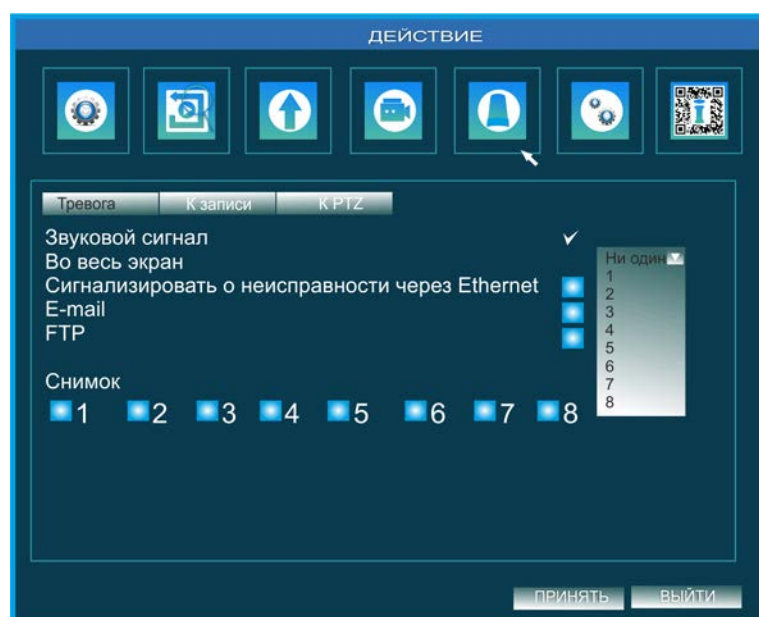 ДЕЙСТВИЕ
Тревога К записи К PTZ
Звуковой сигнал
Во весь экран
Ни один
Сигнализировать о неисправности через Ethernet
E-mail
FTP
1
2
3
4
5
6
7
8
Снимок
1 2 3 4 5 6 7 8
ПРИНЯТЬ ВЫЙТИ